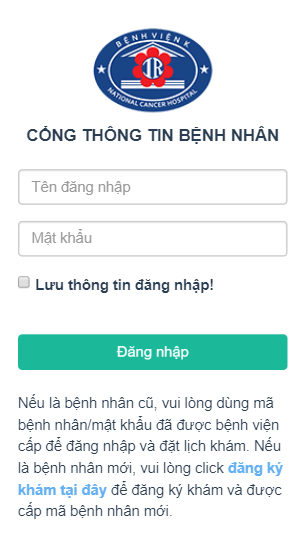 BỆNH VIỆN K
NATIONAL CANCER HOSPITAL
CỔNG THÔNG TIN BỆNH NHÂN
Tên đăng nhập
Mật khẩu
Lưu thông tin đăng nhập!
Đăng nhập
Nếu là bệnh nhân cũ, vui lòng dùng mã
bệnh nhân/mật khẩu đã được bệnh viện
cấp để đăng nhập và đặt lịch khám. Nếu
là bệnh nhân mới, vui lòng click đăng ký
khám tại đây để đăng ký khám và được
cấp mã bệnh nhân mới.